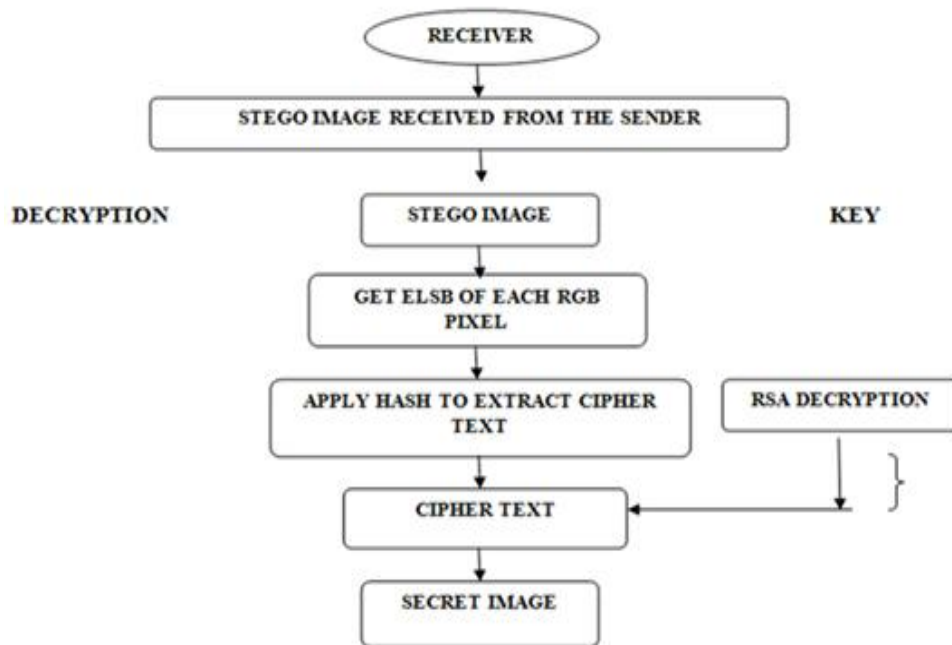 RECEIVER
STEGO IMAGE RECEIVED FROM THE SENDER
DECRYPTION
STEGO IMAGE
KEY
GET ELSB OF EACH RGB
PIXEL
APPLY HASH TO EXTRACT CIPHER
TEXT
RSA DECRYPTION
CIPHER TEXT
SECRET IMAGE